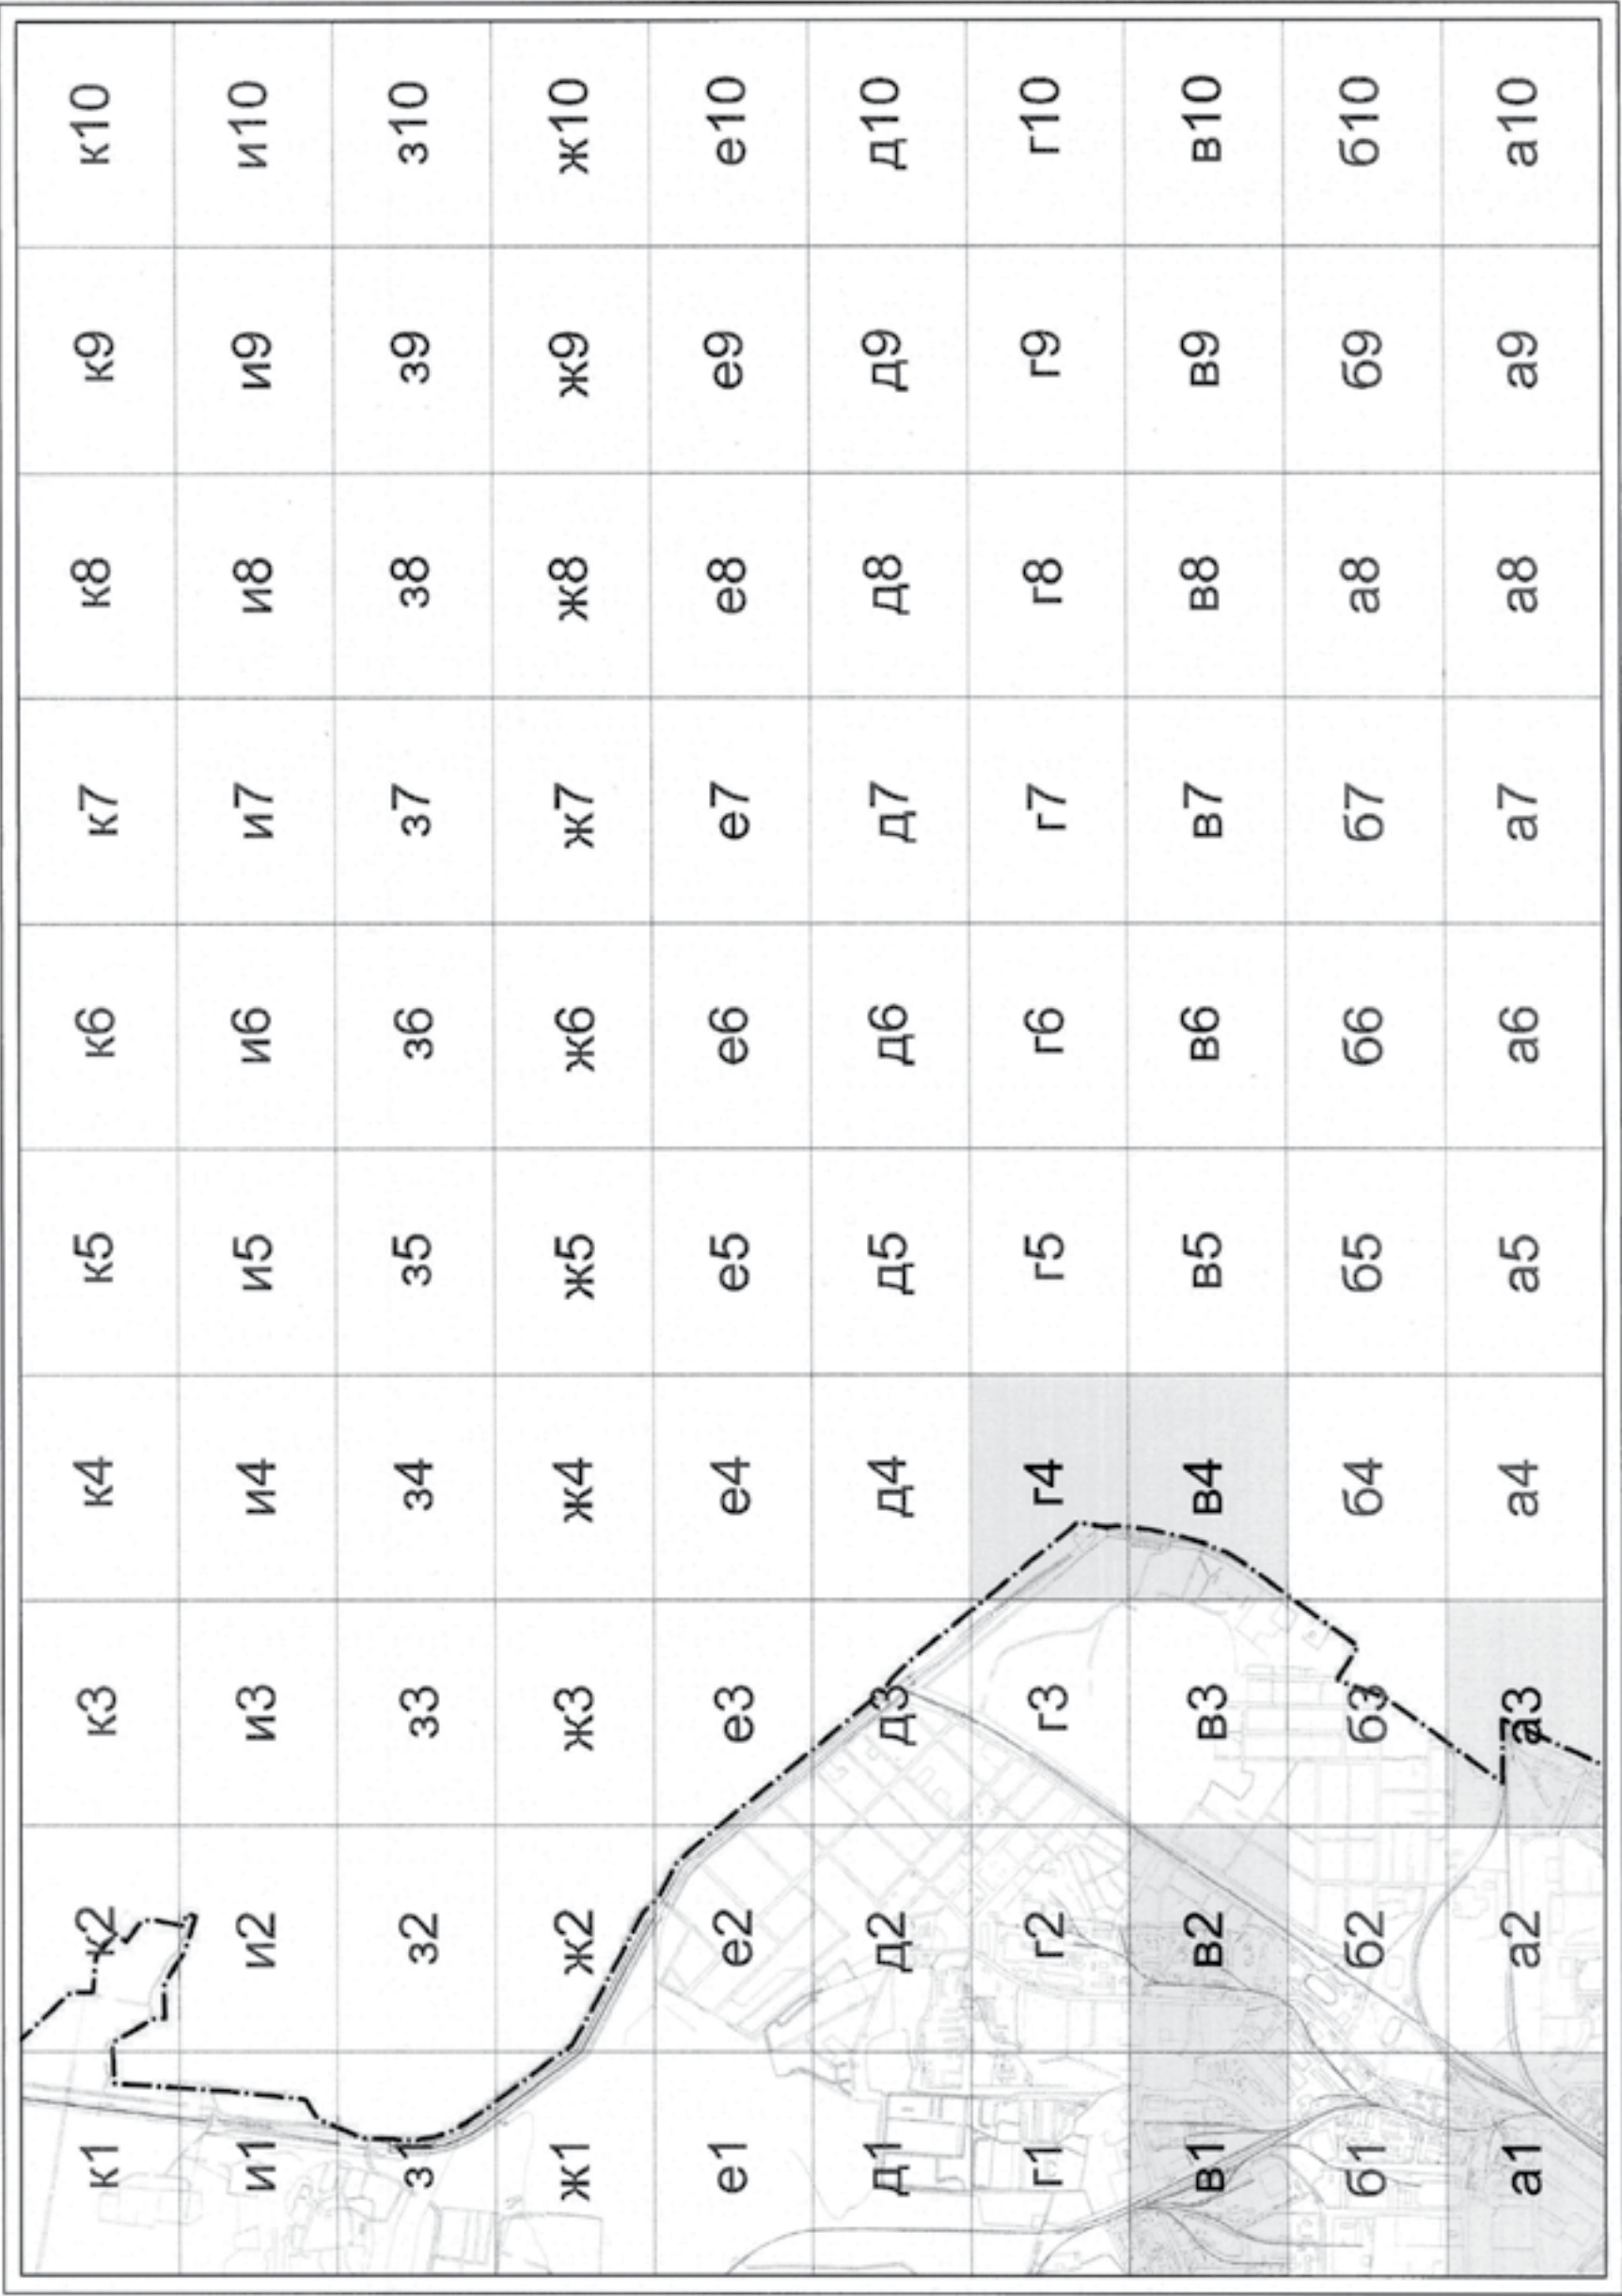 к1 к2 к3 к4 к5 к6 к7 к8 к9 к10
и1 и2 и3 и4 и5 и6 и7 и8 и9 и10
з1 з2 з3 з4 з5 з6 з7 з8 з9 з10
ж1 ж2 ж3 ж4 ж5 ж6 ж7 ж8 ж9 ж10
е1 е2 е3 е4 е5 е6 е7 е8 е9 е10
д1 д2 д3 д4 д5 д6 д7 д8 д9 д10
г1 г2 г3 г4 г5 г6 г7 г8 г9 г10
в1 в2 в3 в4 в5 в6 в7 в8 в9 в10
б1 б2 б3 б4 б5 б6 б7 а8 б9 б10
а1 а2 а3 а4 а5 а6 а7 а8 а9 а10